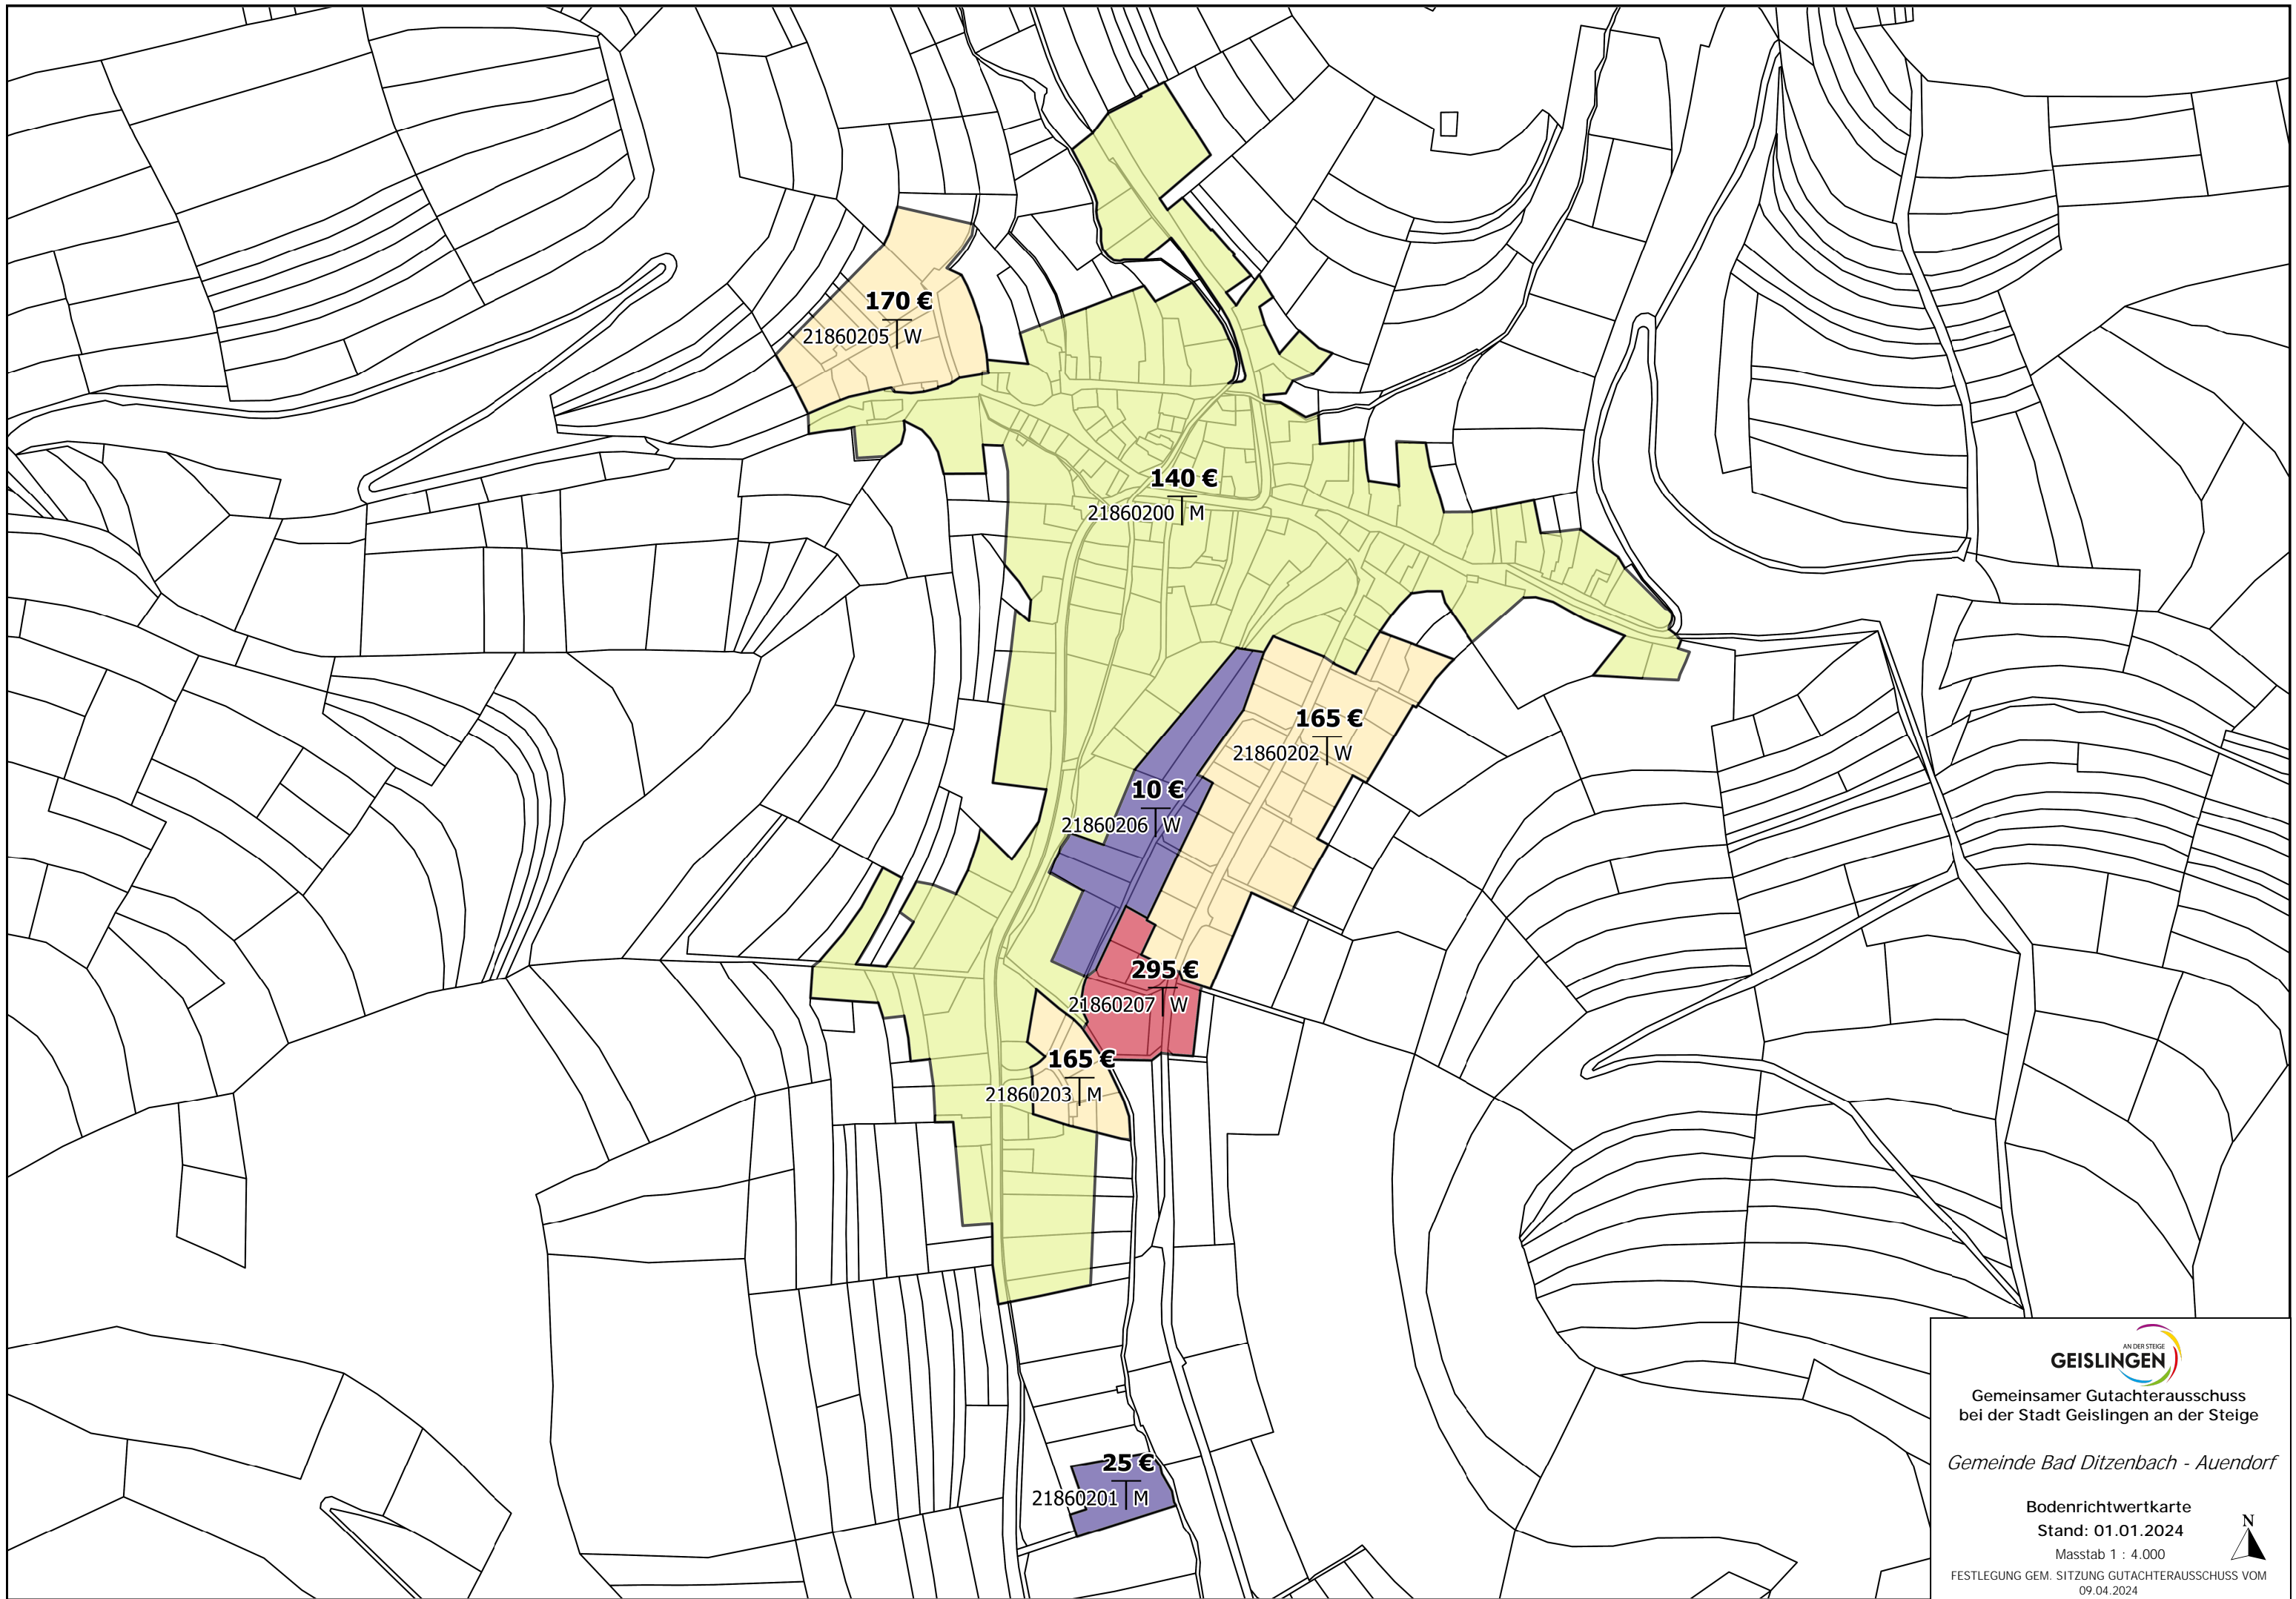 170 €
21860205 W
140 €
21860200 M
165 €
21860202 W
10 €
21860206 W
295 €
21860207 W
165 €
21860203 M
25 €
21860201 M
AN DER STEIGE
GEISLINGEN
Gemeinsamer Gutachterausschuss
bei der Stadt Geislingen an der Steige
Gemeinde Bad Ditzenbach - Auendorf
Bodenrichtwertkarte
Stand: 01.01.2024
N
Masstab 1 : 4.000
FESTLEGUNG GEM. SITZUNG GUTACHTERAUSSCHUSS VOM
09.04.2024